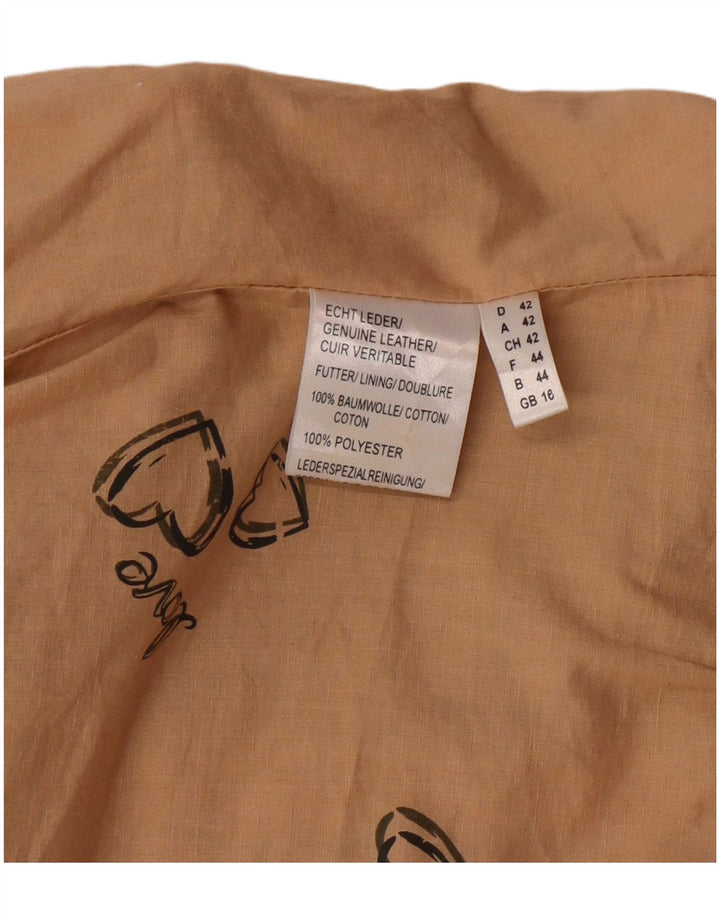 ECHT LEDER/
GENUINE LEATHER/
CUIR VERITABLE
FUTTER/ LINING/ DOUBLURE
100% BAUMWOLLE/ COTTON/
COTON
100% POLYESTER
LEDERSPEZIALREINIGUNG/
D 42
A 42
CH 42
F 44
B 44
GB 16
love